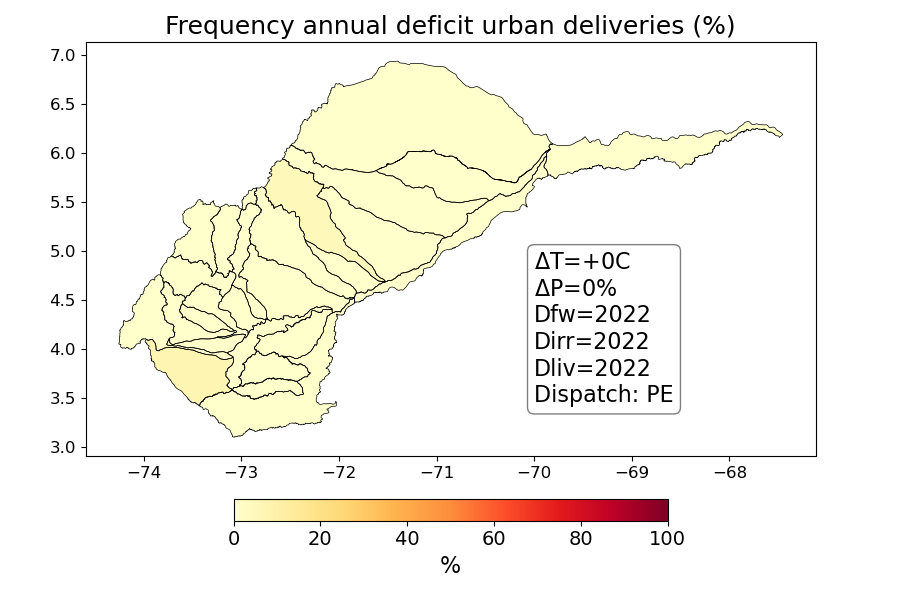 Frequency annual deficit urban deliveries (%)
7.0
6.5
6.0
5.5
5.0
4.5
4.0
3.5
3.0
ΔT=+0C
ΔP=0%
Dfw=2022
Dirr=2022
Dliv=2022
Dispatch: PE
−74 −73 −72 −71 −70 −69 −68
0 20 40 60 80 100
%